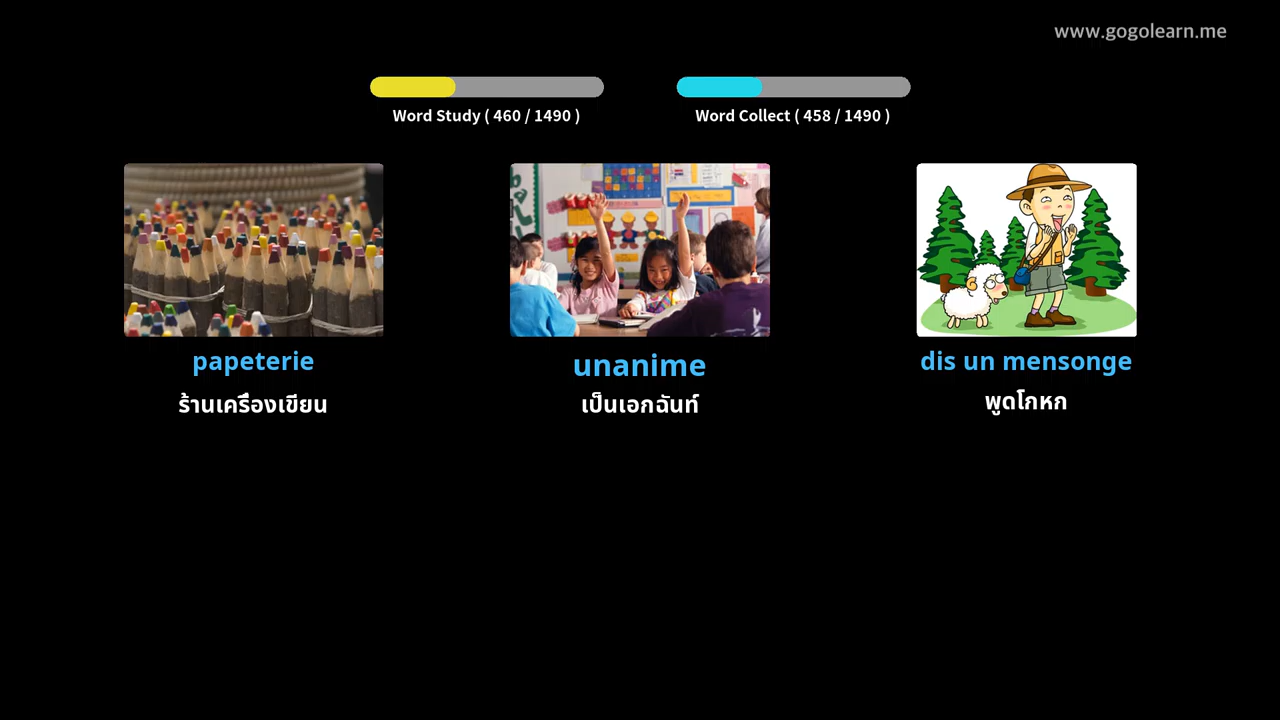 www.gogolearn.me
Word Study ( 460 / 1490 )
Word Collect ( 458 / 1490 )
papeterie
unanime
dis un mensonge
ร้านเครื่องเขียน
เป็นเอกฉันท์
พูดโกหก